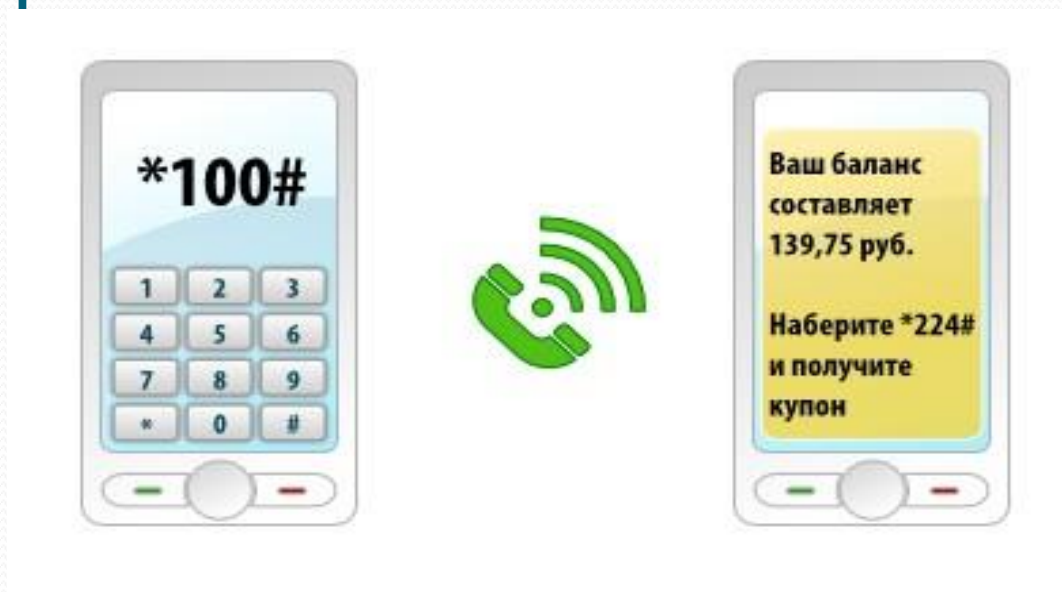 *100#
1 2 3
4 5 6
7 8 9
* 0 #
Ваш баланс
составляет
139,75 руб.
Наберите *224#
и получите
купон